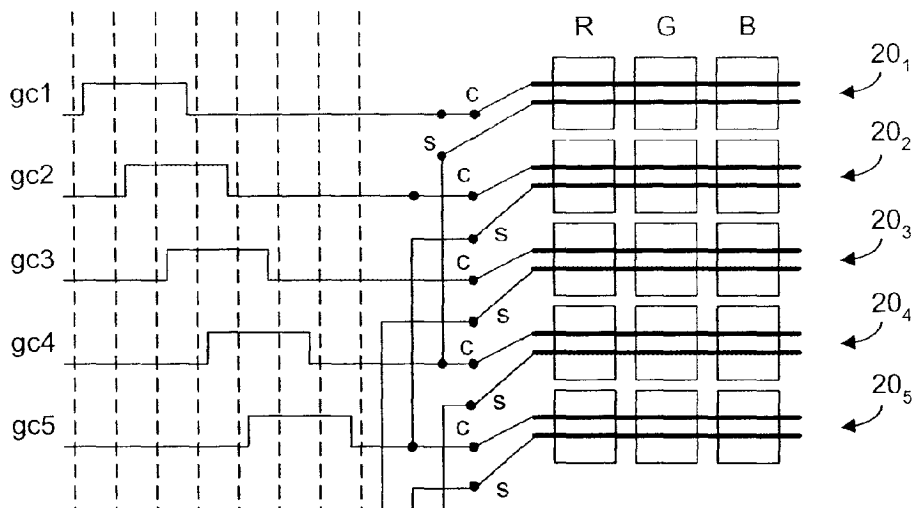 R G B
gc1 C 20₁
S
gc2 C 20₂
S
gc3 C 20₃
S
gc4 C 20₄
S
gc5 C 20₅
S